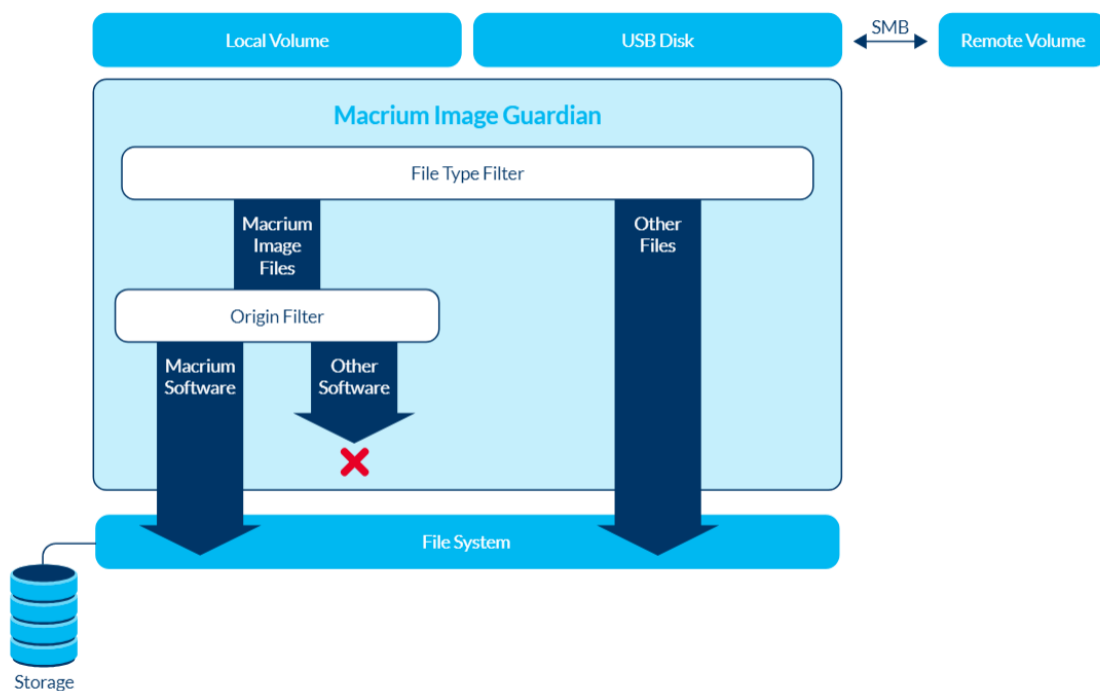 Local Volume
USB Disk
SMB
Remote Volume
Macrium Image Guardian
File Type Filter
Macrium
Image
Files
Other
Files
Origin Filter
Macrium
Software
Other
Software
File System
Storage